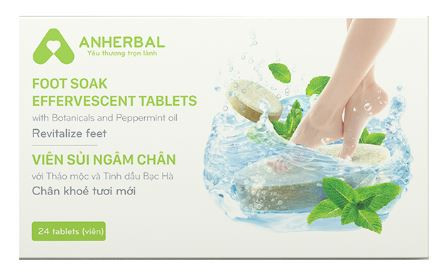 ANHERBAL
Yêu thương trọn lành
FOOT SOAK
EFFERVESCENT TABLETS
with Botanicals and Peppermint oil
Revitalize feet
VIÊN SỦI NGÂM CHÂN
với Thảo mộc và Tinh dầu Bạc Hà
Chân khoẻ tươi mới
24 tablets (viên)